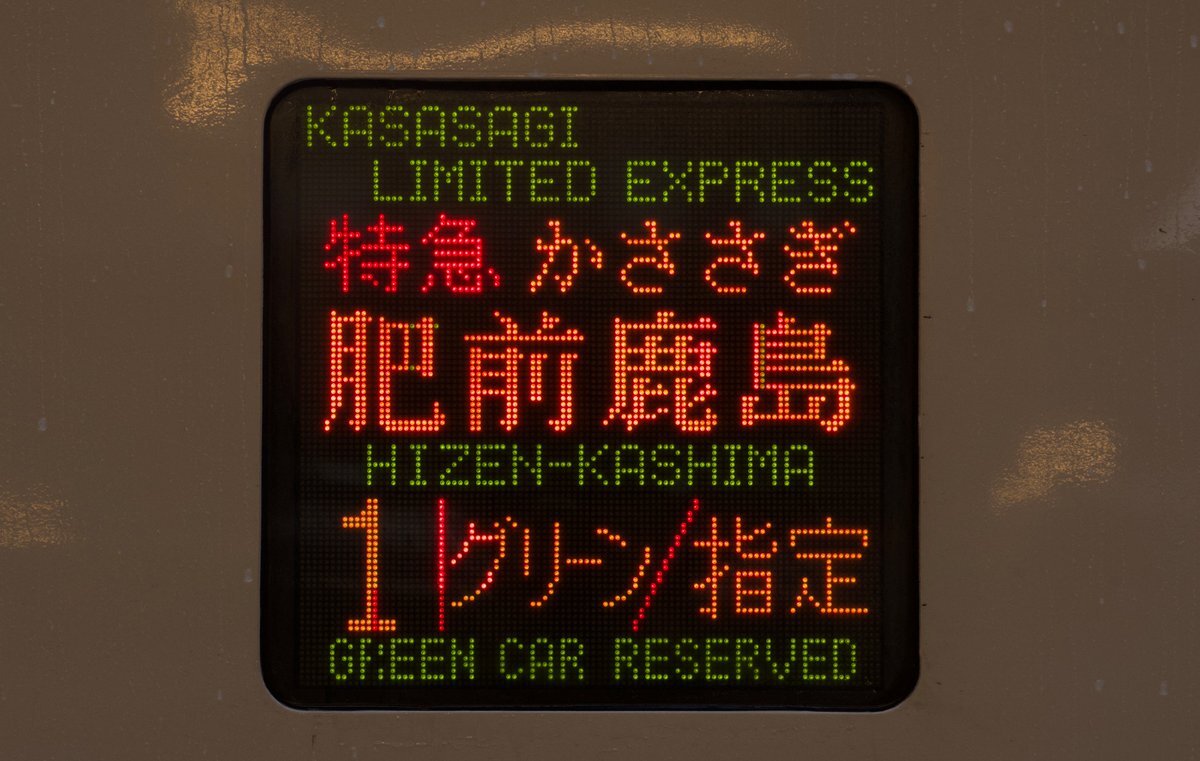 KASASAGI
LIMITED EXPRESS
特急 かささぎ
肥前鹿島
HIZEN-KASHIMA
1 グリーン/指定
GREEN CAR RESERVED